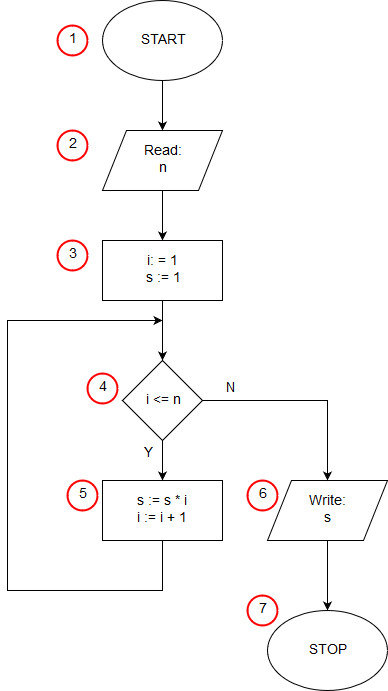 1
START
2
Read:
n
3
i: = 1
s := 1
4
i <= n
N
Y
5
s := s * i
i := i + 1
6
Write:
s
7
STOP